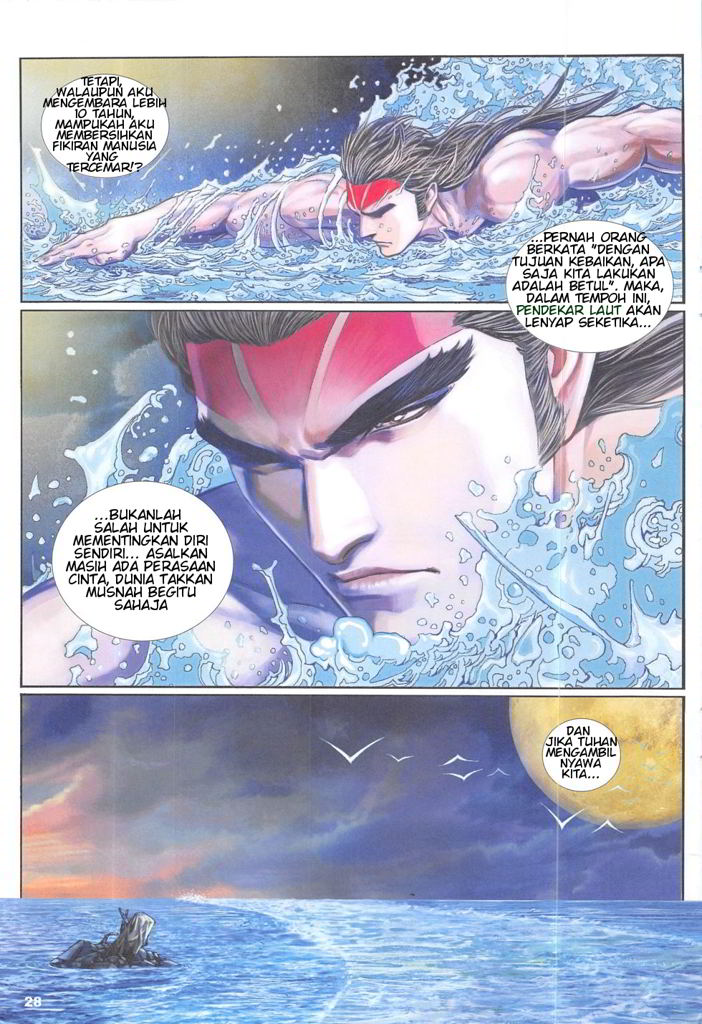 TETAPI,
WALAUPUN AKU
MENGEMBARA LEBIH
10 TAHUN,
MAMPUKAH AKU
MEMBERSIHKAN
FIKIRAN MANUSIA
YANG
TERCEMAR!?
...PERNAH ORANG
BERKATA "DENGAN
TUJUAN KEBAIKAN, APA
SAJA KITA LAKUKAN
ADALAH BETUL". MAKA,
DALAM TEMPOH INI,
PENDEKAR LAUT AKAN
LENYAP SEKETIKA...
...BUKANLAH
SALAH UNTUK
MEMENTINGKAN DIRI
SENDIRI... ASALKAN
MASIH ADA PERASAAN
CINTA, DUNIA TAKKAN
MUSNAH BEGITU
SAHAJA
DAN
JIKA TUHAN
MENGAMBIL
NYAWA
KITA...
28